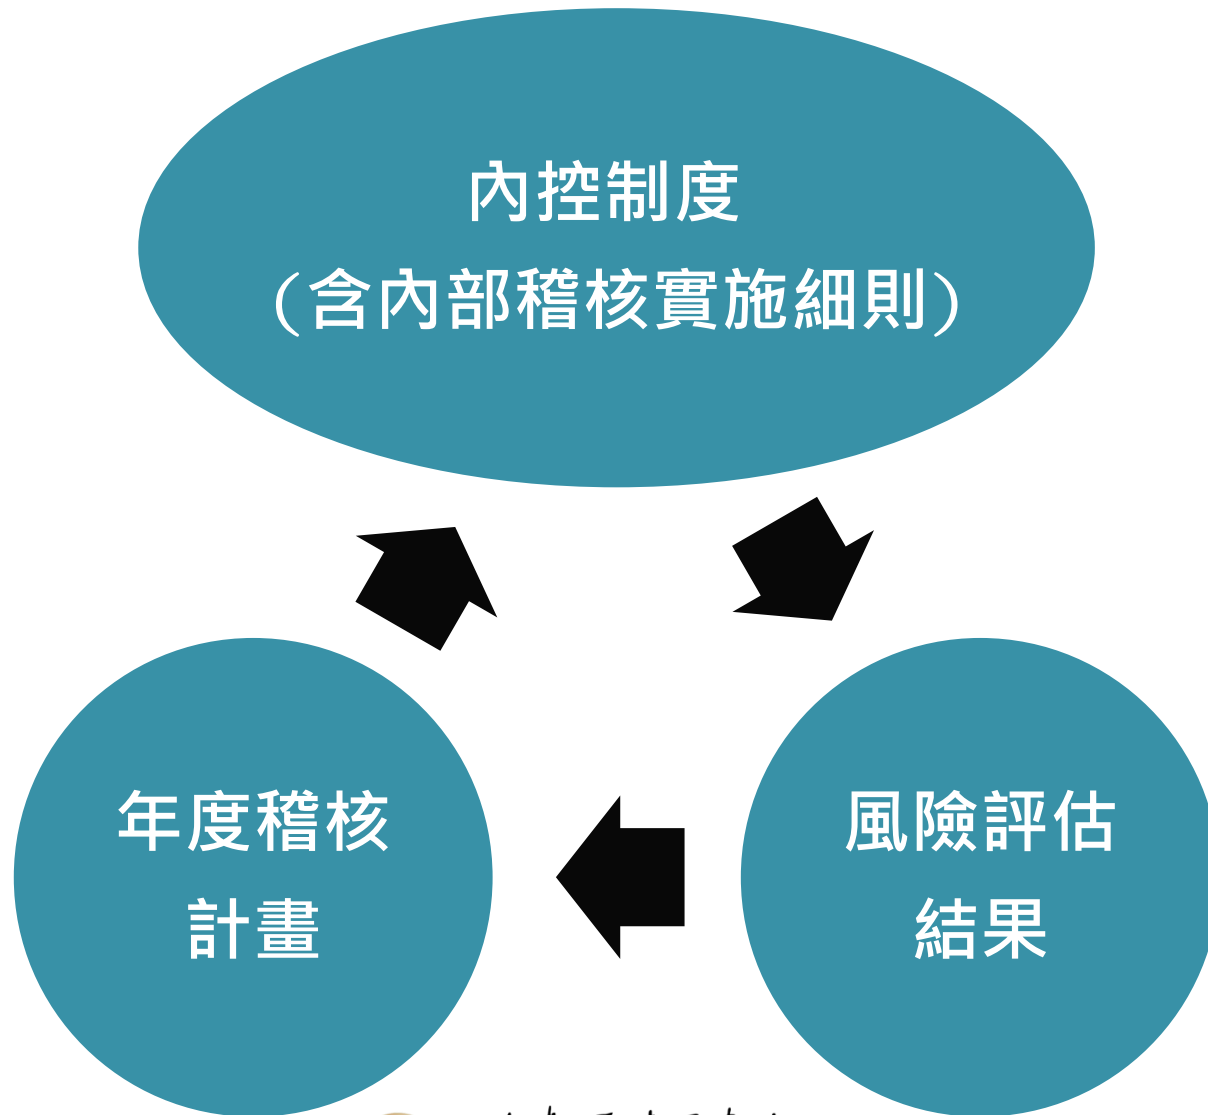 內控制度
(含內部稽核實施細則)
年度稽核
計畫
風險評估
結果